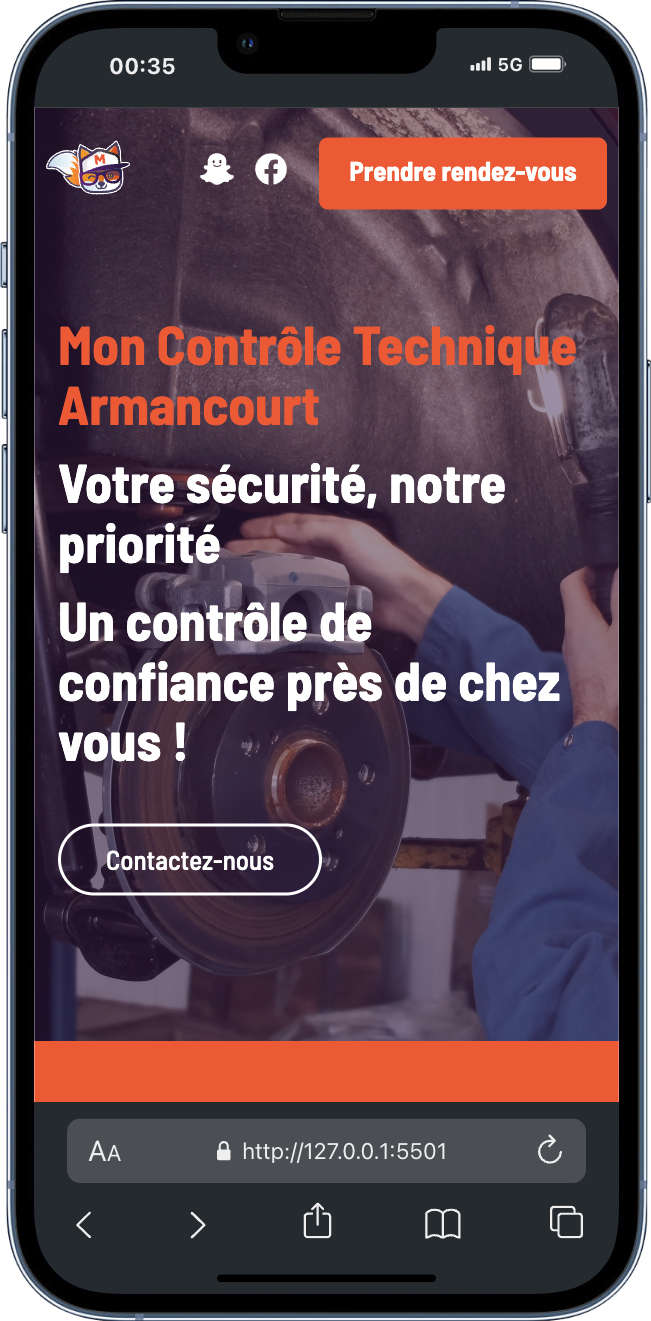 00:35
5G
M
Prendre rendez-vous
Mon Contrôle Technique
Armancourt
Votre sécurité, notre
priorité
Un contrôle de
confiance près de chez
vous !
Contactez-nous
AA
http://127.0.0.1:5501